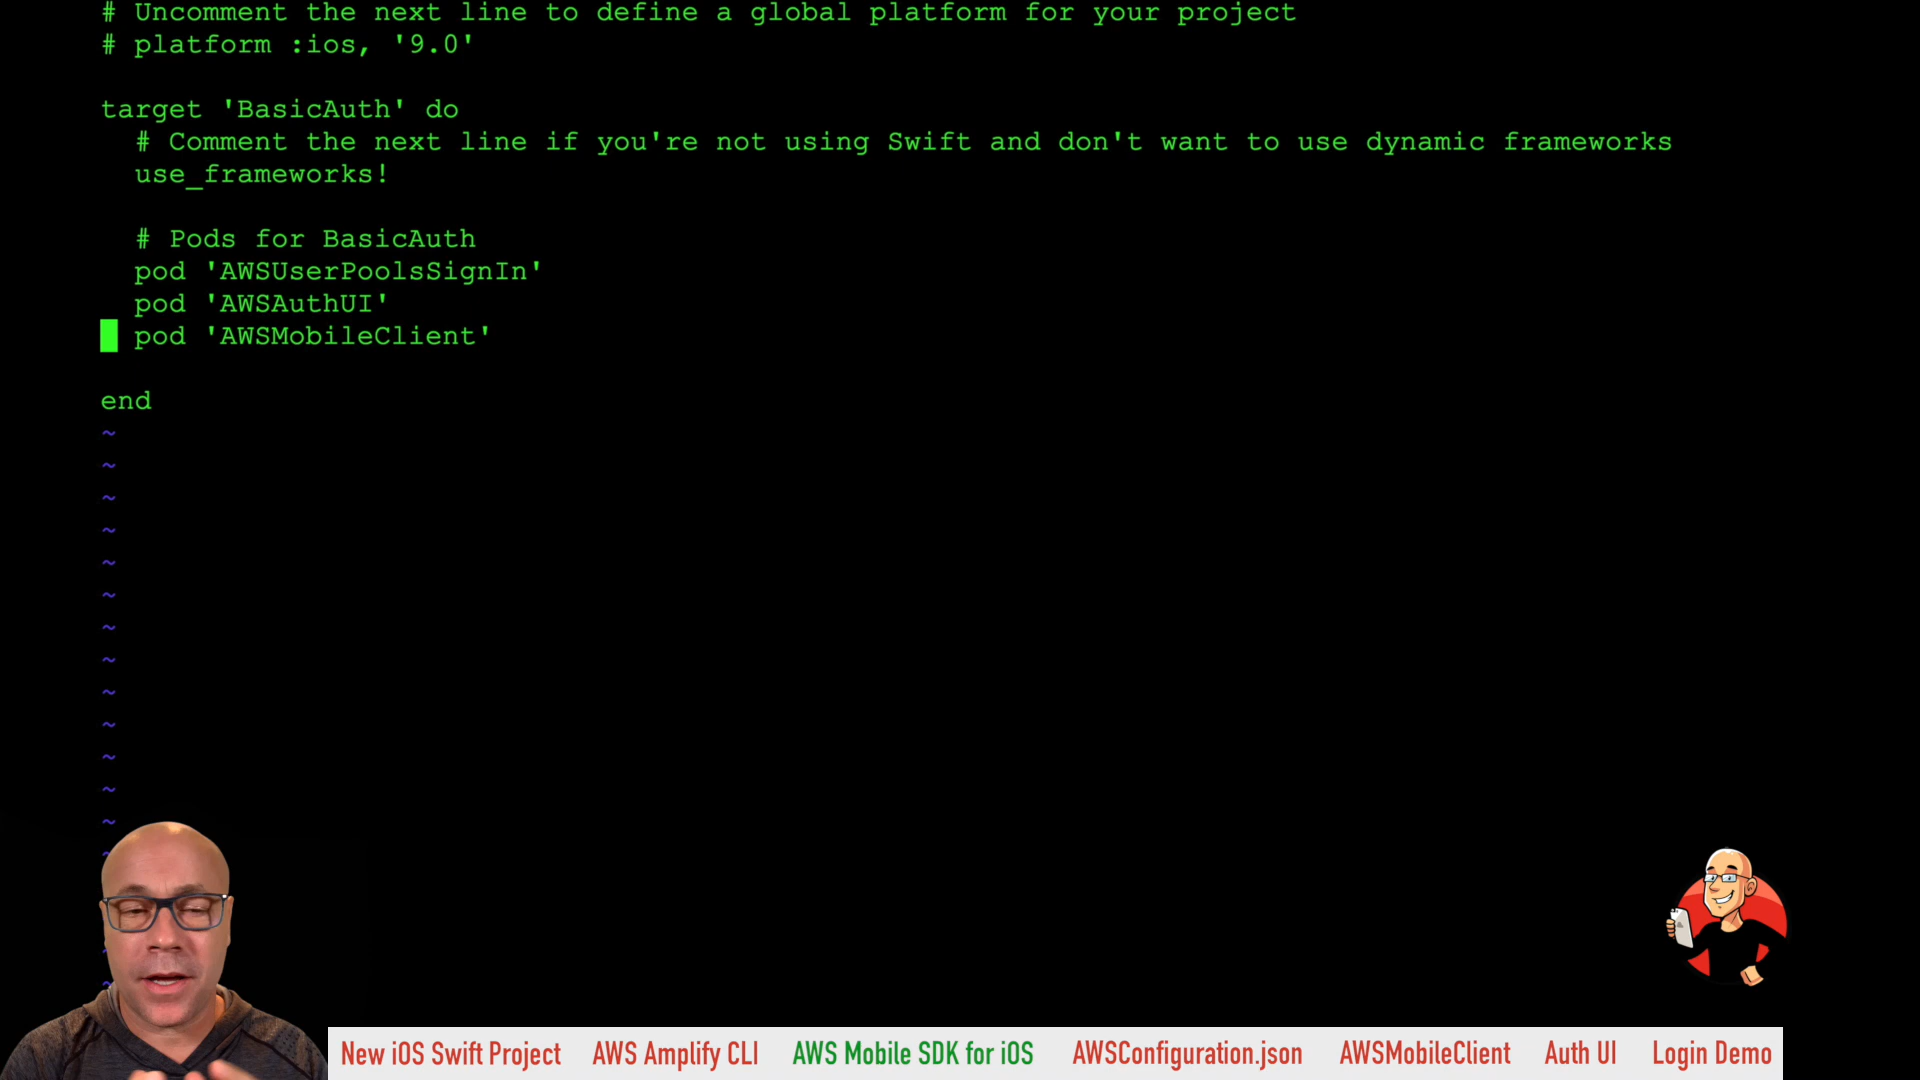 # Uncomment the next line to define a global platform for your project
# platform :ios, '9.0'
target 'BasicAuth' do
# Comment the next line if you're not using Swift and don't want to use dynamic frameworks
use_frameworks!
# Pods for BasicAuth
pod 'AWSUserPoolsSignIn'
pod 'AWSAuthUI'
pod 'AWSMobileClient'
end
~
~
~
~
~
~
~
~
~
~
~
~
~
New iOS Swift Project AWS Amplify CLI AWS Mobile SDK for iOS AWSConfiguration.json AWSMobileClient Auth UI Login Demo